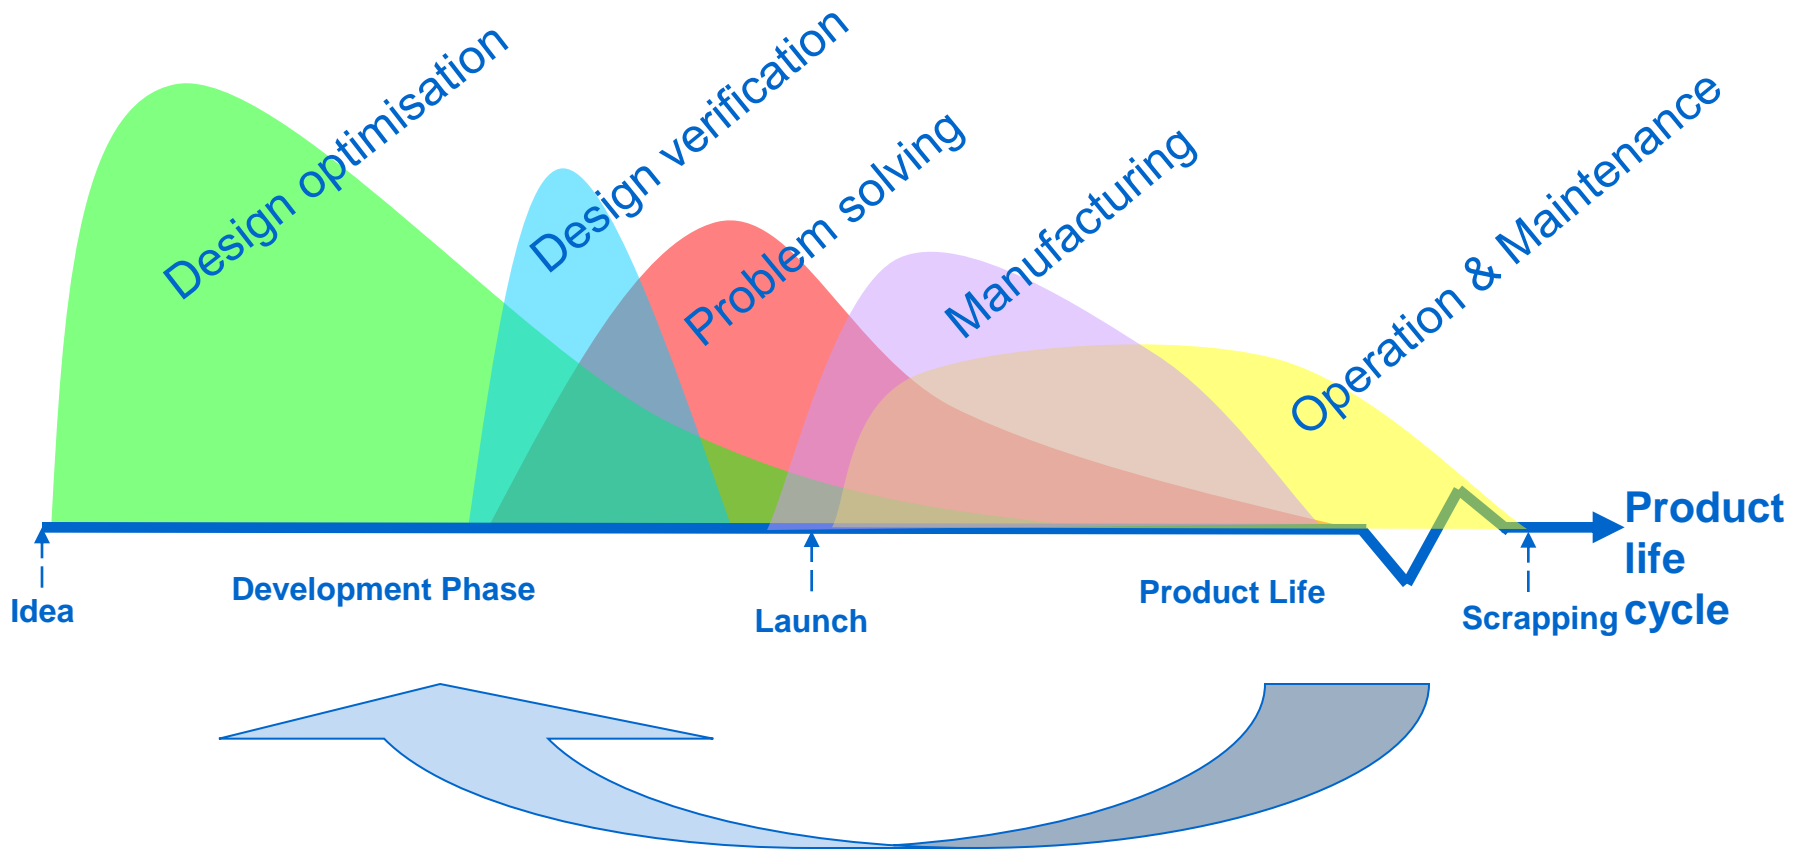 Design optimisation
Design verification
Problem solving
Manufacturing
Operation & Maintenance
Product
life
cycle
Idea
Development Phase
Launch
Product Life
Scrapping